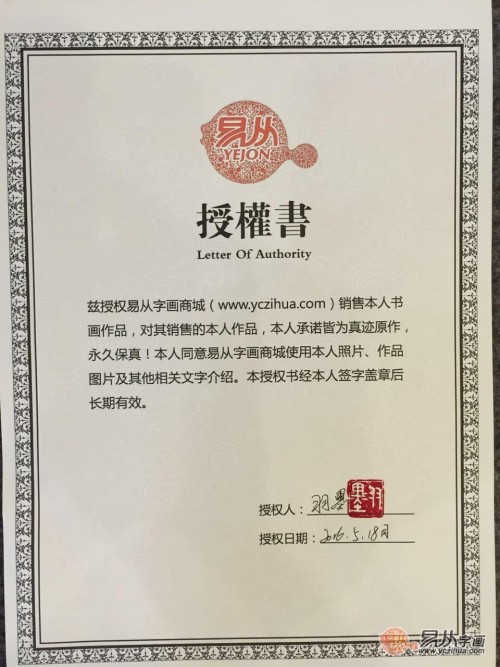 易从
YEJON
授權書
Letter Of Authority
兹授权易从字画商城（www.yczihua.com）销售本人书
画作品，对其销售的本人作品，本人承诺皆为真迹原作，
永久保真！本人同意易从字画商城使用本人照片、作品
图片及其他相关文字介绍。本授权书经本人签字盖章后
长期有效。
授权人：羽墨 羽墨
授权日期：2016.5.18日
易从字画
www.yczihua.com